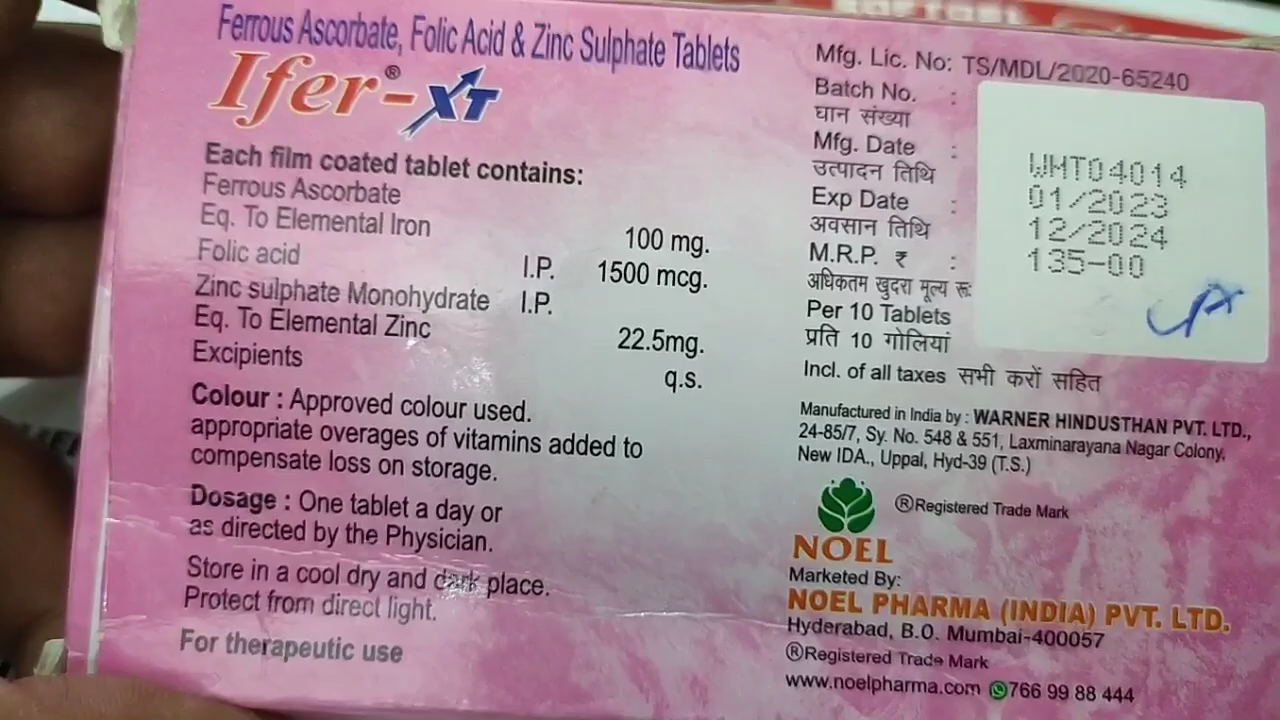 Ferrous Ascorbate, Folic Acid & Zinc Sulphate Tablets
Ifer®-XT
Each film coated tablet contains:
Ferrous Ascorbate
Eq. To Elemental Iron 100 mg.
Folic acid I.P. 1500 mcg.
Zinc sulphate Monohydrate I.P.
Eq. To Elemental Zinc 22.5mg.
Excipients q.s.
Colour : Approved colour used.
appropriate overages of vitamins added to
compensate loss on storage.
Dosage : One tablet a day or
as directed by the Physician.
Store in a cool dry and dark place.
Protect from direct light.
For therapeutic use
Mfg. Lic. No: TS/MDL/2020-65240
Batch No. : WHT04014
घान संख्या
Mfg. Date : 01/2023
उत्पादन तिथि
Exp Date : 12/2024
अवसान तिथि
M.R.P. ₹ : 135-00
अधिकतम खुदरा मूल्य रू
Per 10 Tablets
प्रति 10 गोलियां
Incl. of all taxes सभी करों सहित
Manufactured in India by : WARNER HINDUSTHAN PVT. LTD.,
24-85/7, Sy. No. 548 & 551, Laxminarayana Nagar Colony,
New IDA., Uppal, Hyd-39 (T.S.)
®Registered Trade Mark
NOEL
Marketed By:
NOEL PHARMA (INDIA) PVT. LTD.
Hyderabad, B.O. Mumbai-400057
®Registered Trade Mark
www.noelpharma.com 766 99 88 444